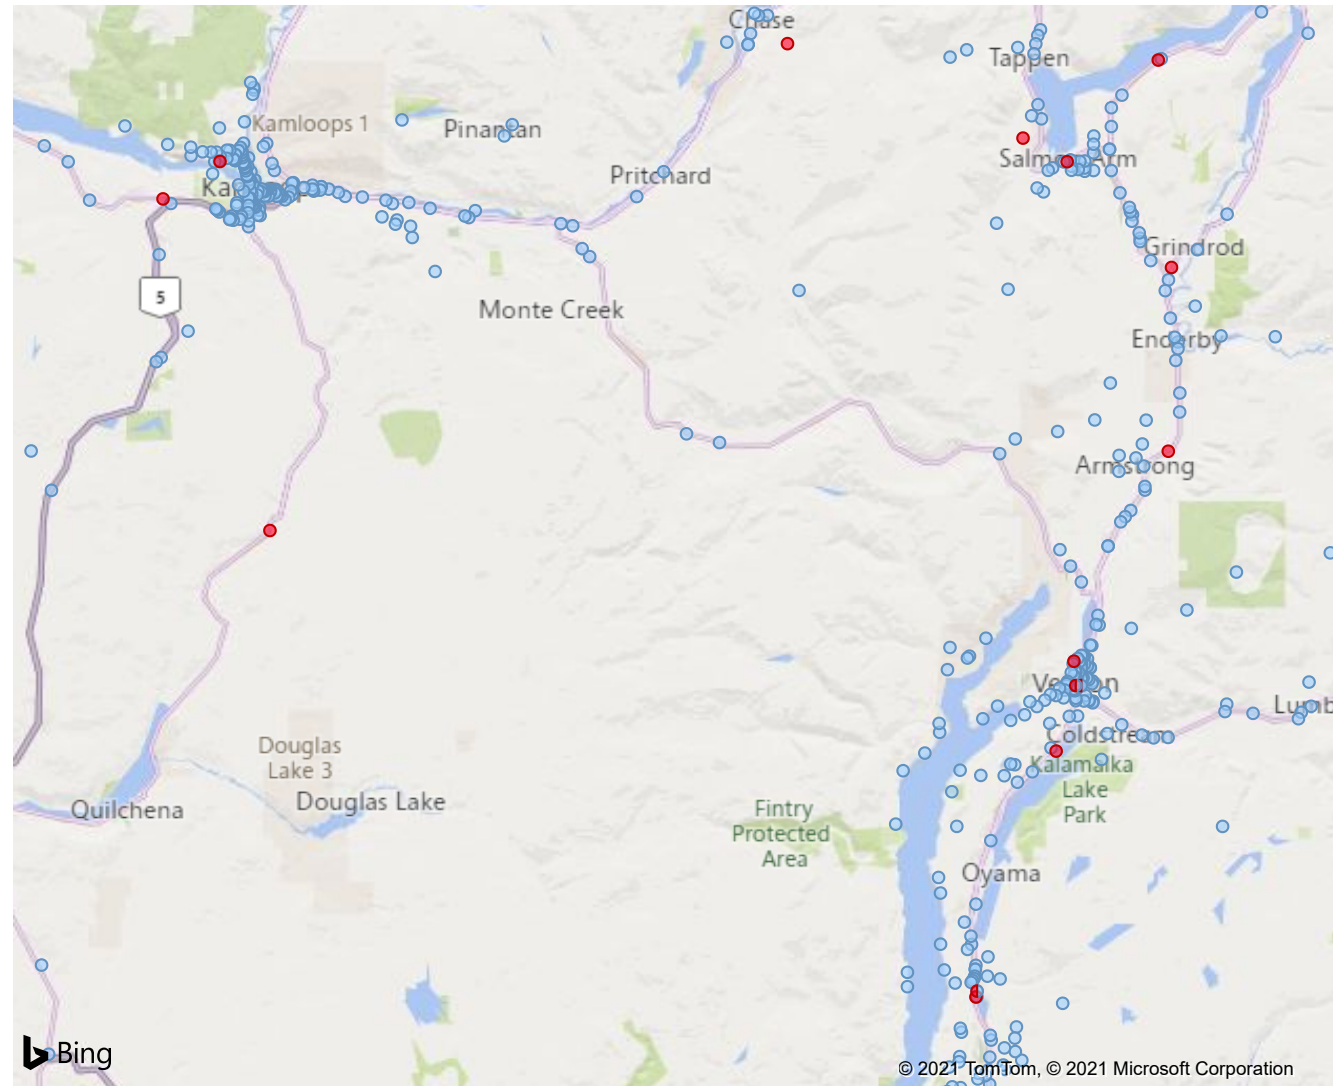 Chase
Tappen
Kamloops 1
Pinantan
Salmon Arm
Pritchard
Grindrod
5
Monte Creek
Enderby
Armstrong
Vernon
Lumb
Coldstream
Douglas
Lake 3
Kalamalka
Lake
Park
Quilchena
Douglas Lake
Fintry
Protected
Area
Oyama
Bing
© 2021 TomTom, © 2021 Microsoft Corporation